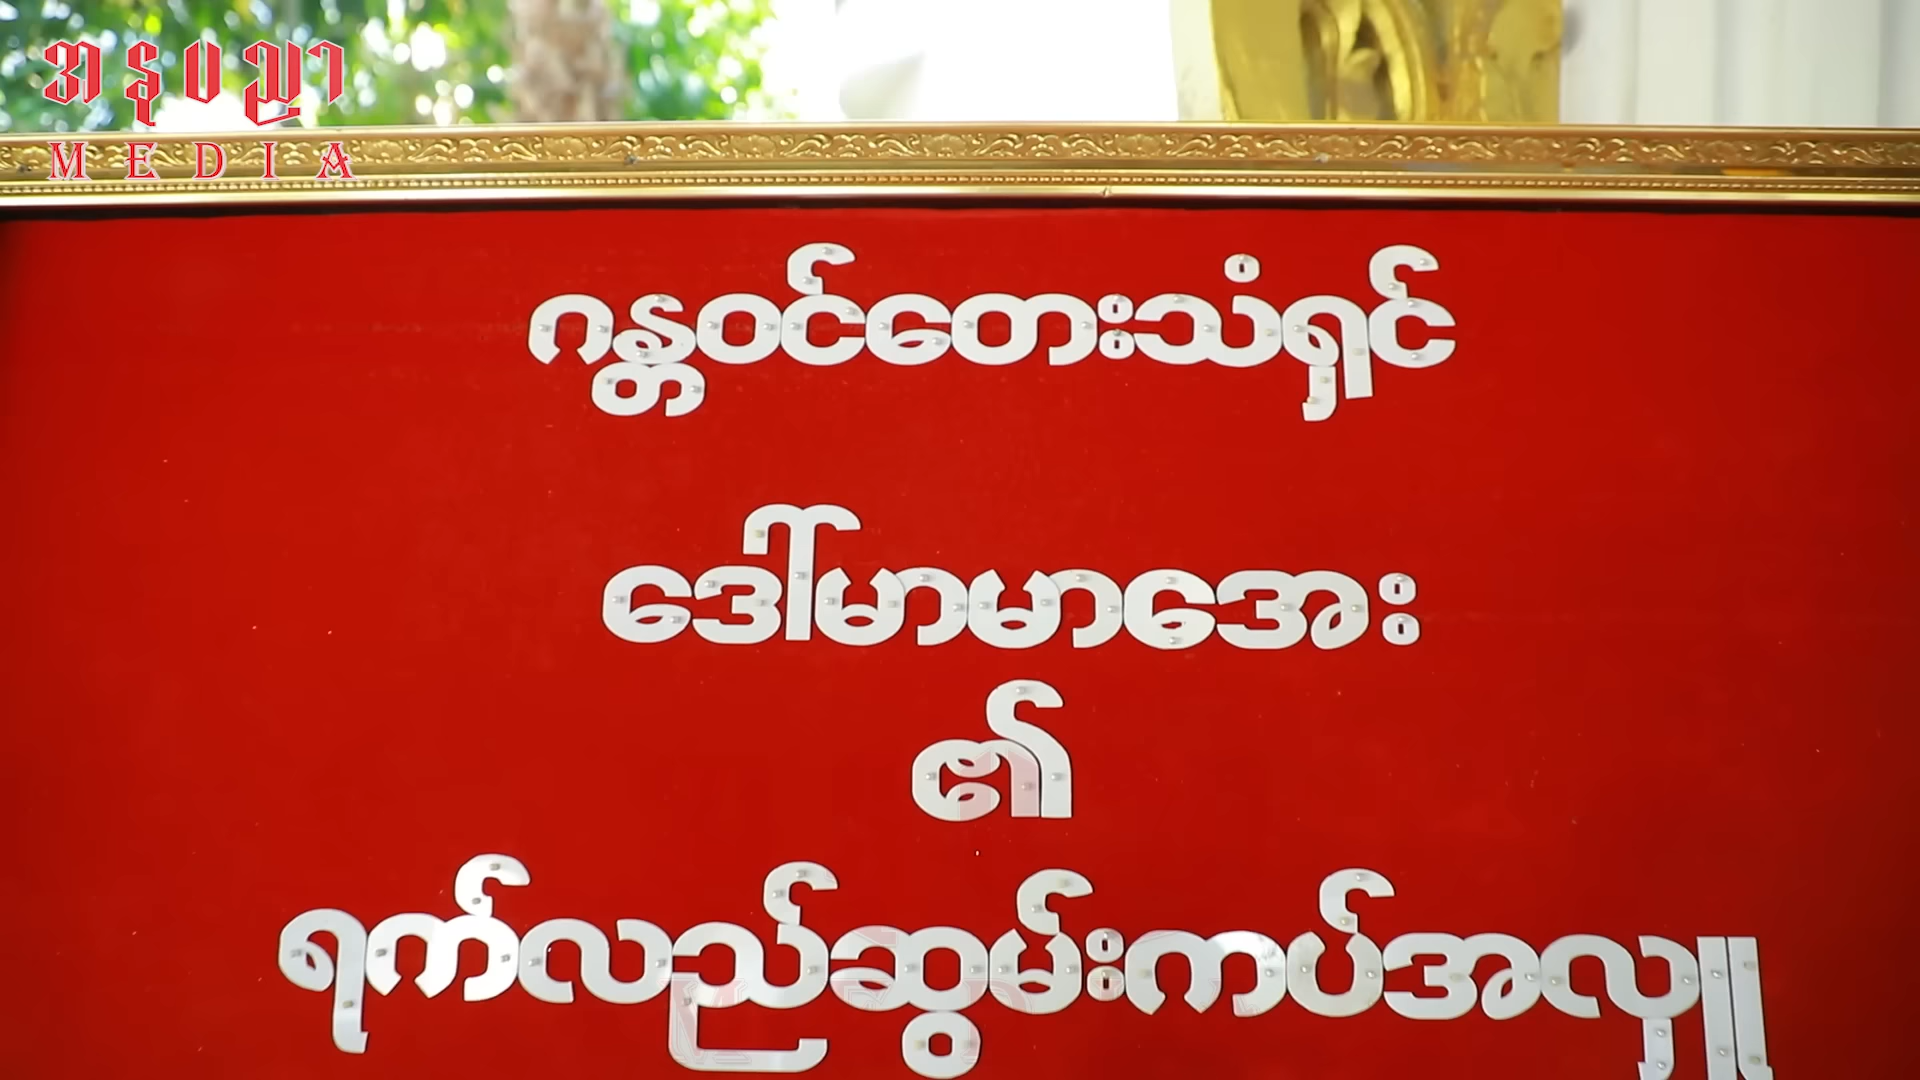 အနုပညာ
MEDIA
ဂန္တဝင်တေးသံရှင်
ဒေါ်မာမာအေး
၏
ရက်လည်ဆွမ်းကပ်အလှူ